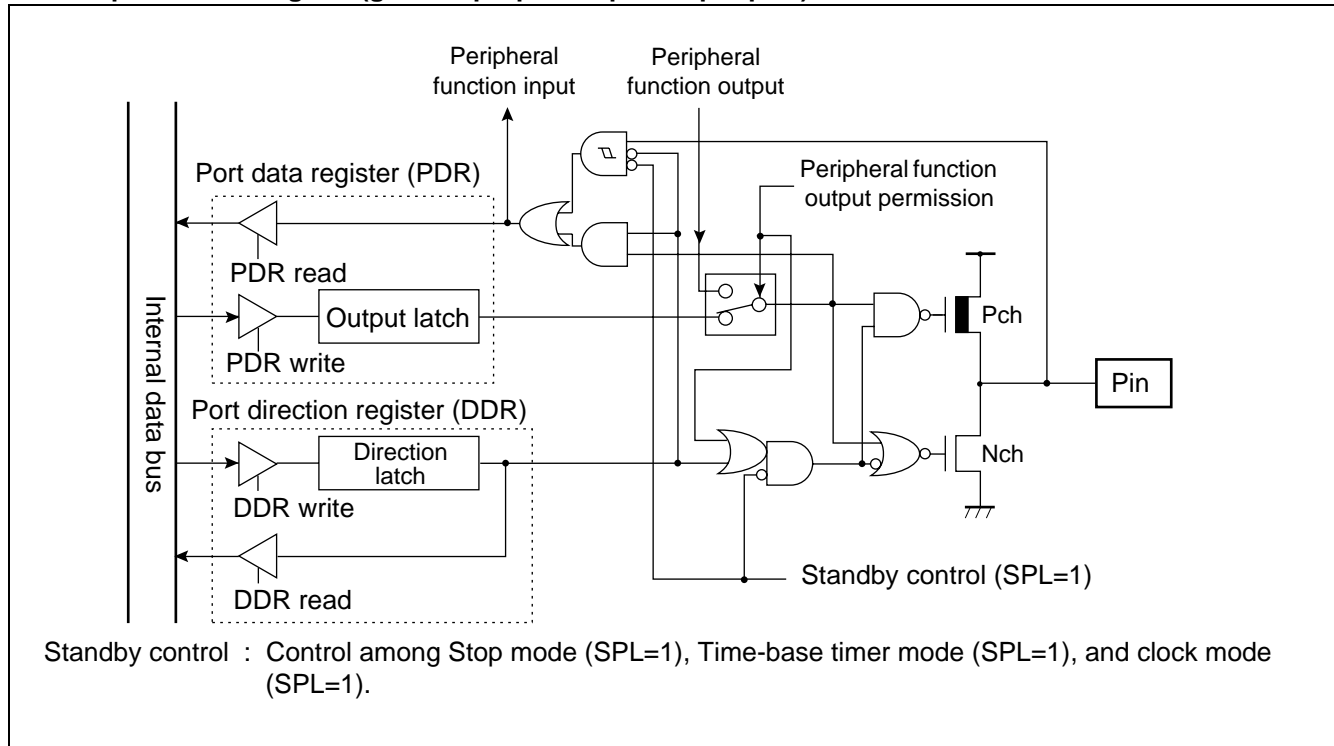 Peripheral
function input
Peripheral
function output
Port data register (PDR)
Peripheral function
output permission
PDR read
Output latch
PDR write
Pch
Pin
Internal data bus
Port direction register (DDR)
Direction
latch
Nch
DDR write
DDR read
Standby control (SPL=1)
Standby control : Control among Stop mode (SPL=1), Time-base timer mode (SPL=1), and clock mode
(SPL=1).